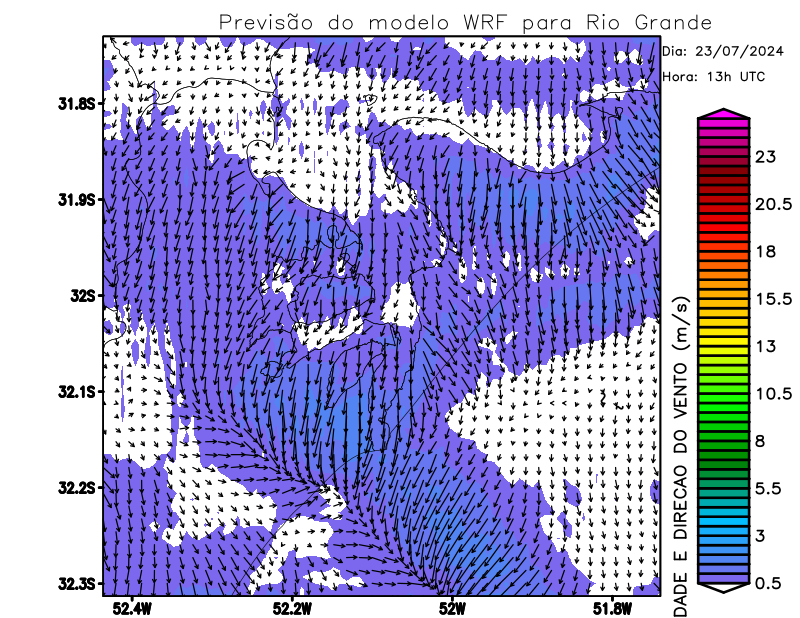 Previsão do modelo WRF para Rio Grande
Dia: 23/07/2024
Hora: 13h UTC
31.8S
31.9S
32S
32.1S
32.2S
32.3S
52.4W
52.2W
52W
51.8W
23
20.5
18
15.5
13
10.5
8
5.5
3
0.5
DADE E DIRECAO DO VENTO (m/s)